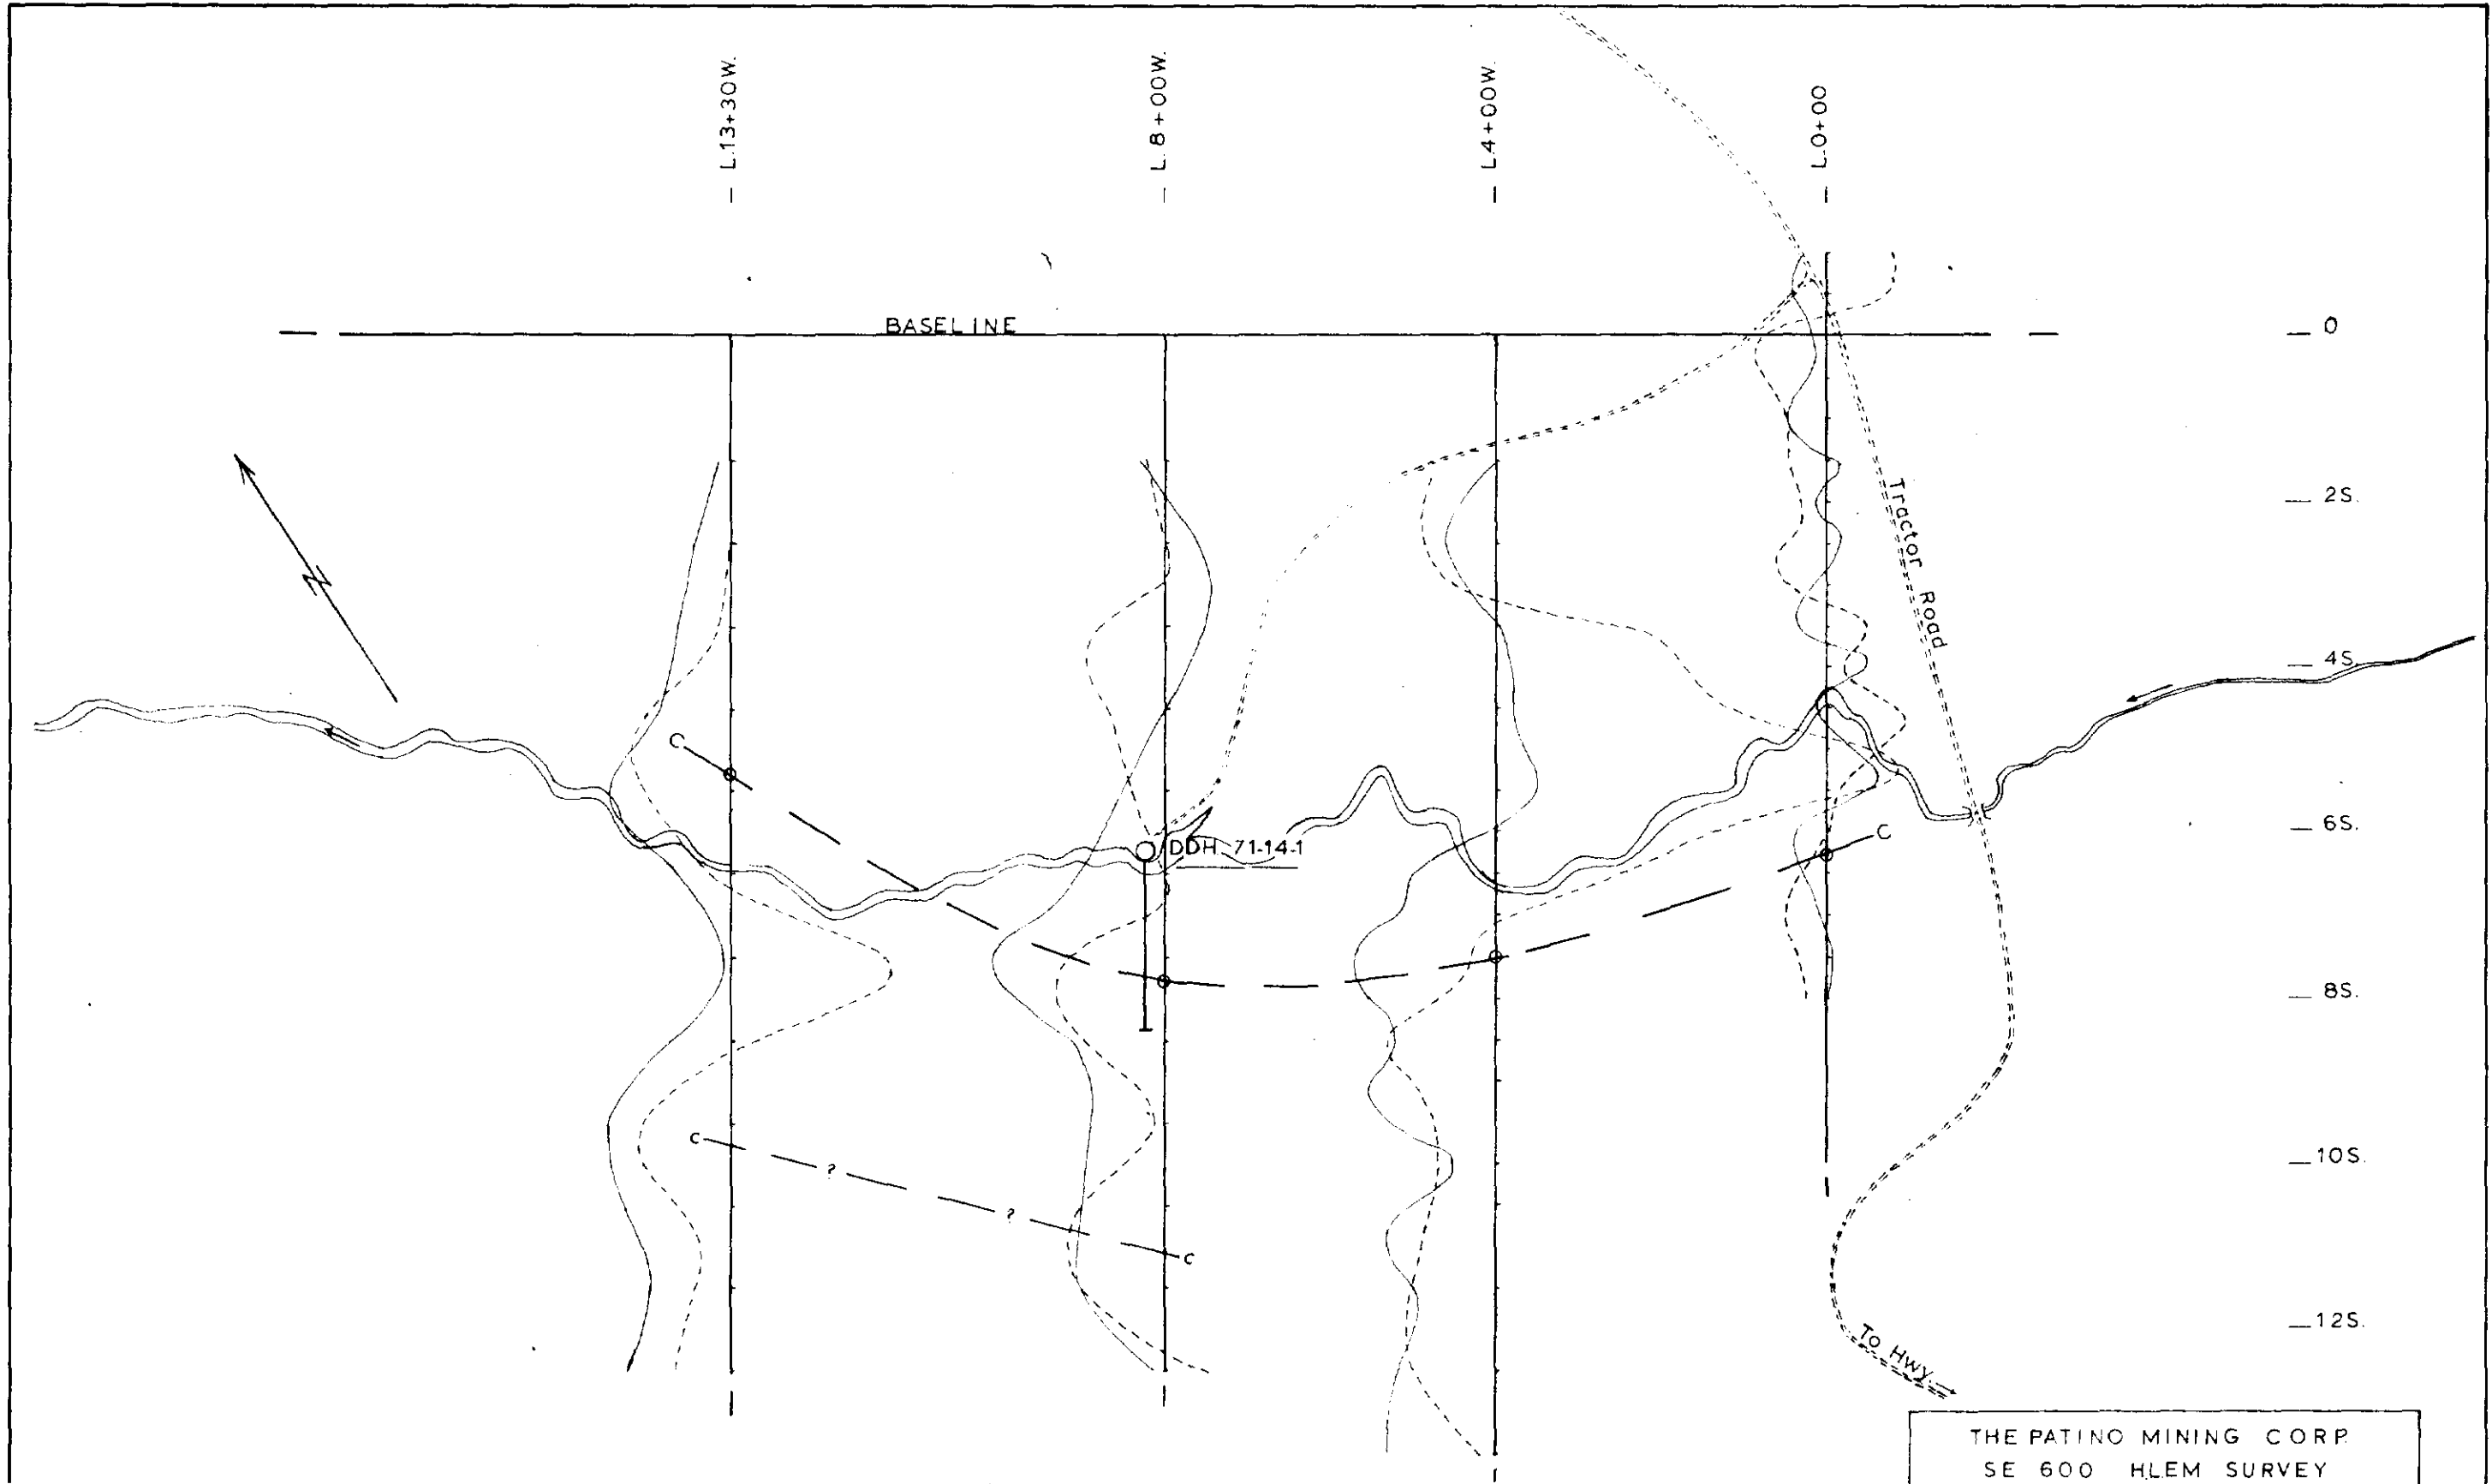 L.13+30W.
L.8+00W.
L.4+00W.
L.0+00
BASELINE
0
2S.
Tractor Road
4S.
C
6S.
C
DDH. 71-14-1
8S.
10S.
c
?
?
c
12S.
To Hwy.
THE PATINO MINING CORP.
SE 600 HLEM SURVEY
N